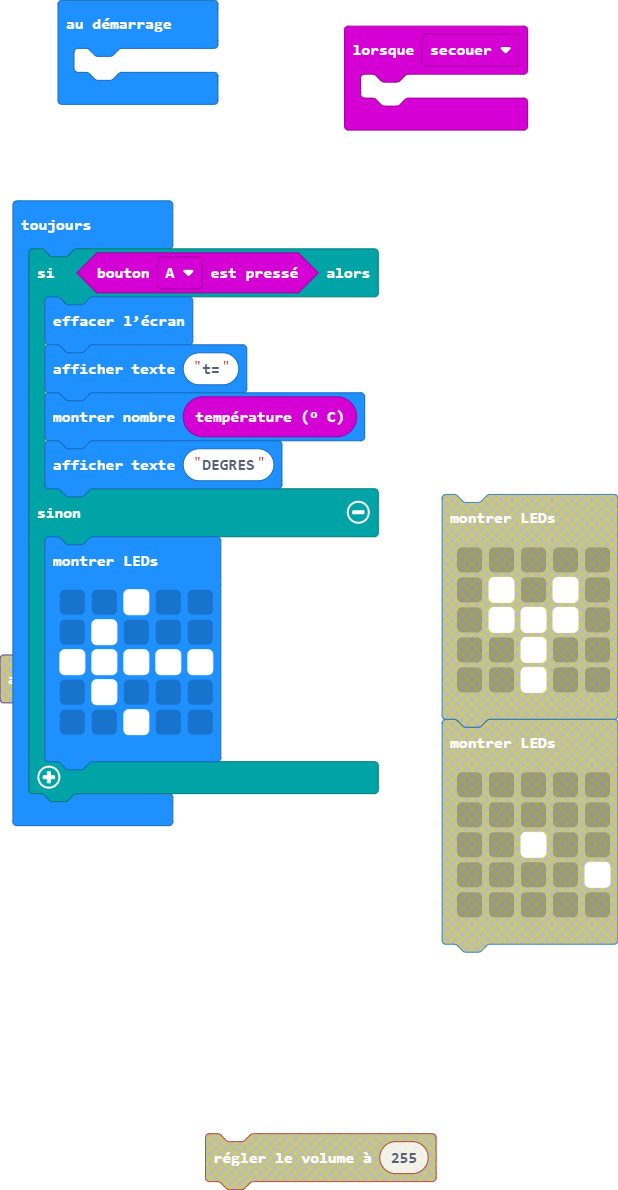 au démarrage
lorsque secouer
toujours
si bouton A est pressé alors
effacer l’écran
afficher texte "t="
montrer nombre température (º C)
afficher texte "DEGRES"
sinon
montrer LEDs
montrer LEDs
montrer LEDs
régler le volume à 255